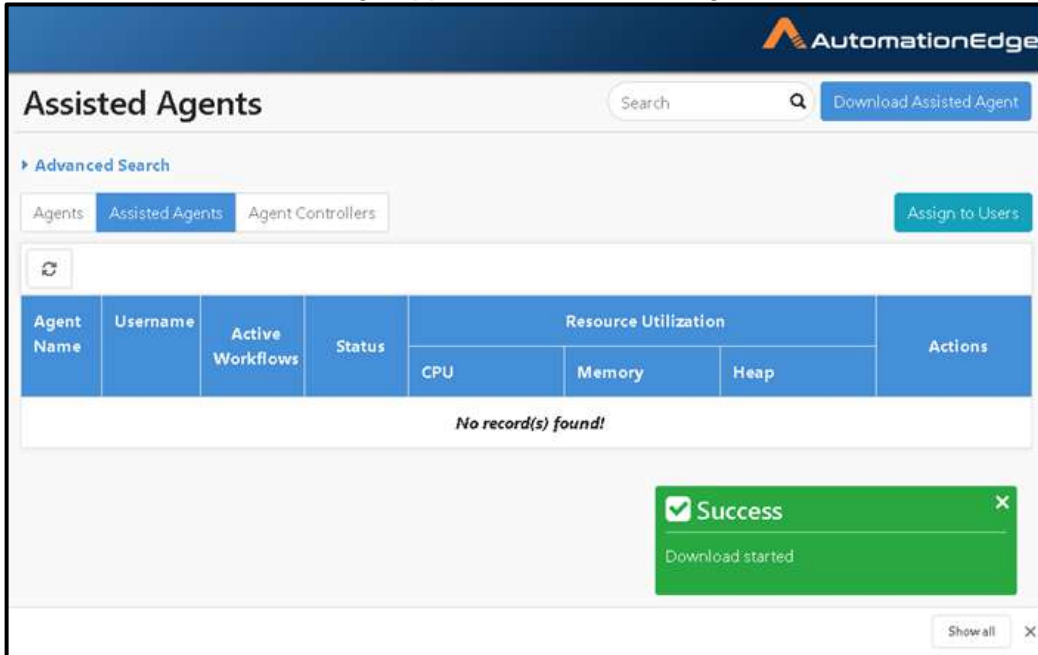 AutomationEdge
Assisted Agents
Search
Download Assisted Agent
Advanced Search
Agents
Assisted Agents
Agent Controllers
Assign to Users
Agent Name
Username
Active Workflows
Status
Resource Utilization
CPU
Memory
Heap
Actions
No record(s) found!
Success
Download started
Show all